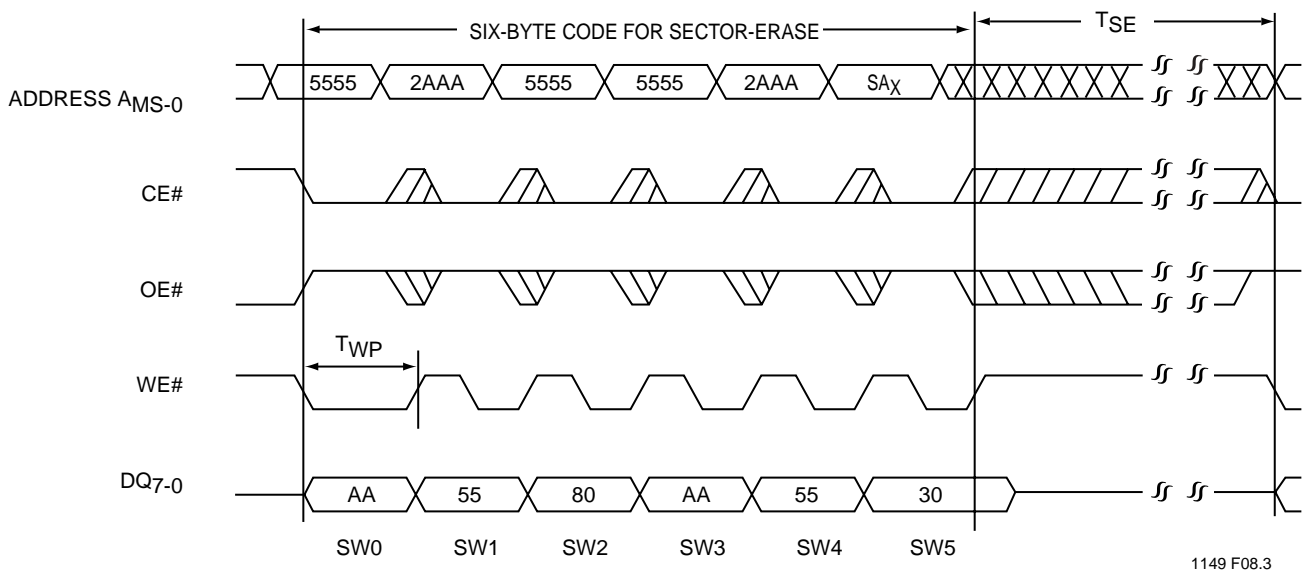 SIX-BYTE CODE FOR SECTOR-ERASE
TSE
ADDRESS AMS-0
5555 2AAA 5555 5555 2AAA SAX
CE#
OE#
TWP
WE#
DQ7-0
AA 55 80 AA 55 30
SW0 SW1 SW2 SW3 SW4 SW5
1149 F08.3